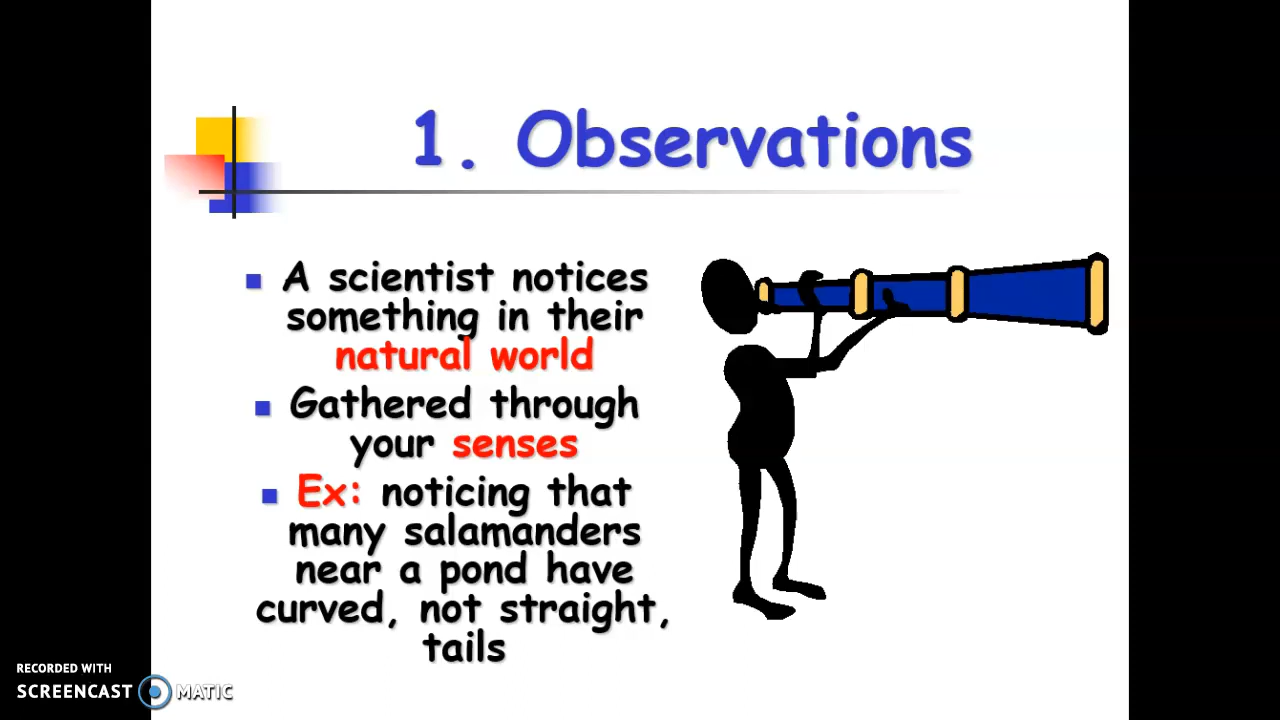 1. Observations
A scientist notices
something in their
natural world
Gathered through
your senses
Ex: noticing that
many salamanders
near a pond have
curved, not straight,
tails
RECORDED WITH
SCREENCAST MATIC